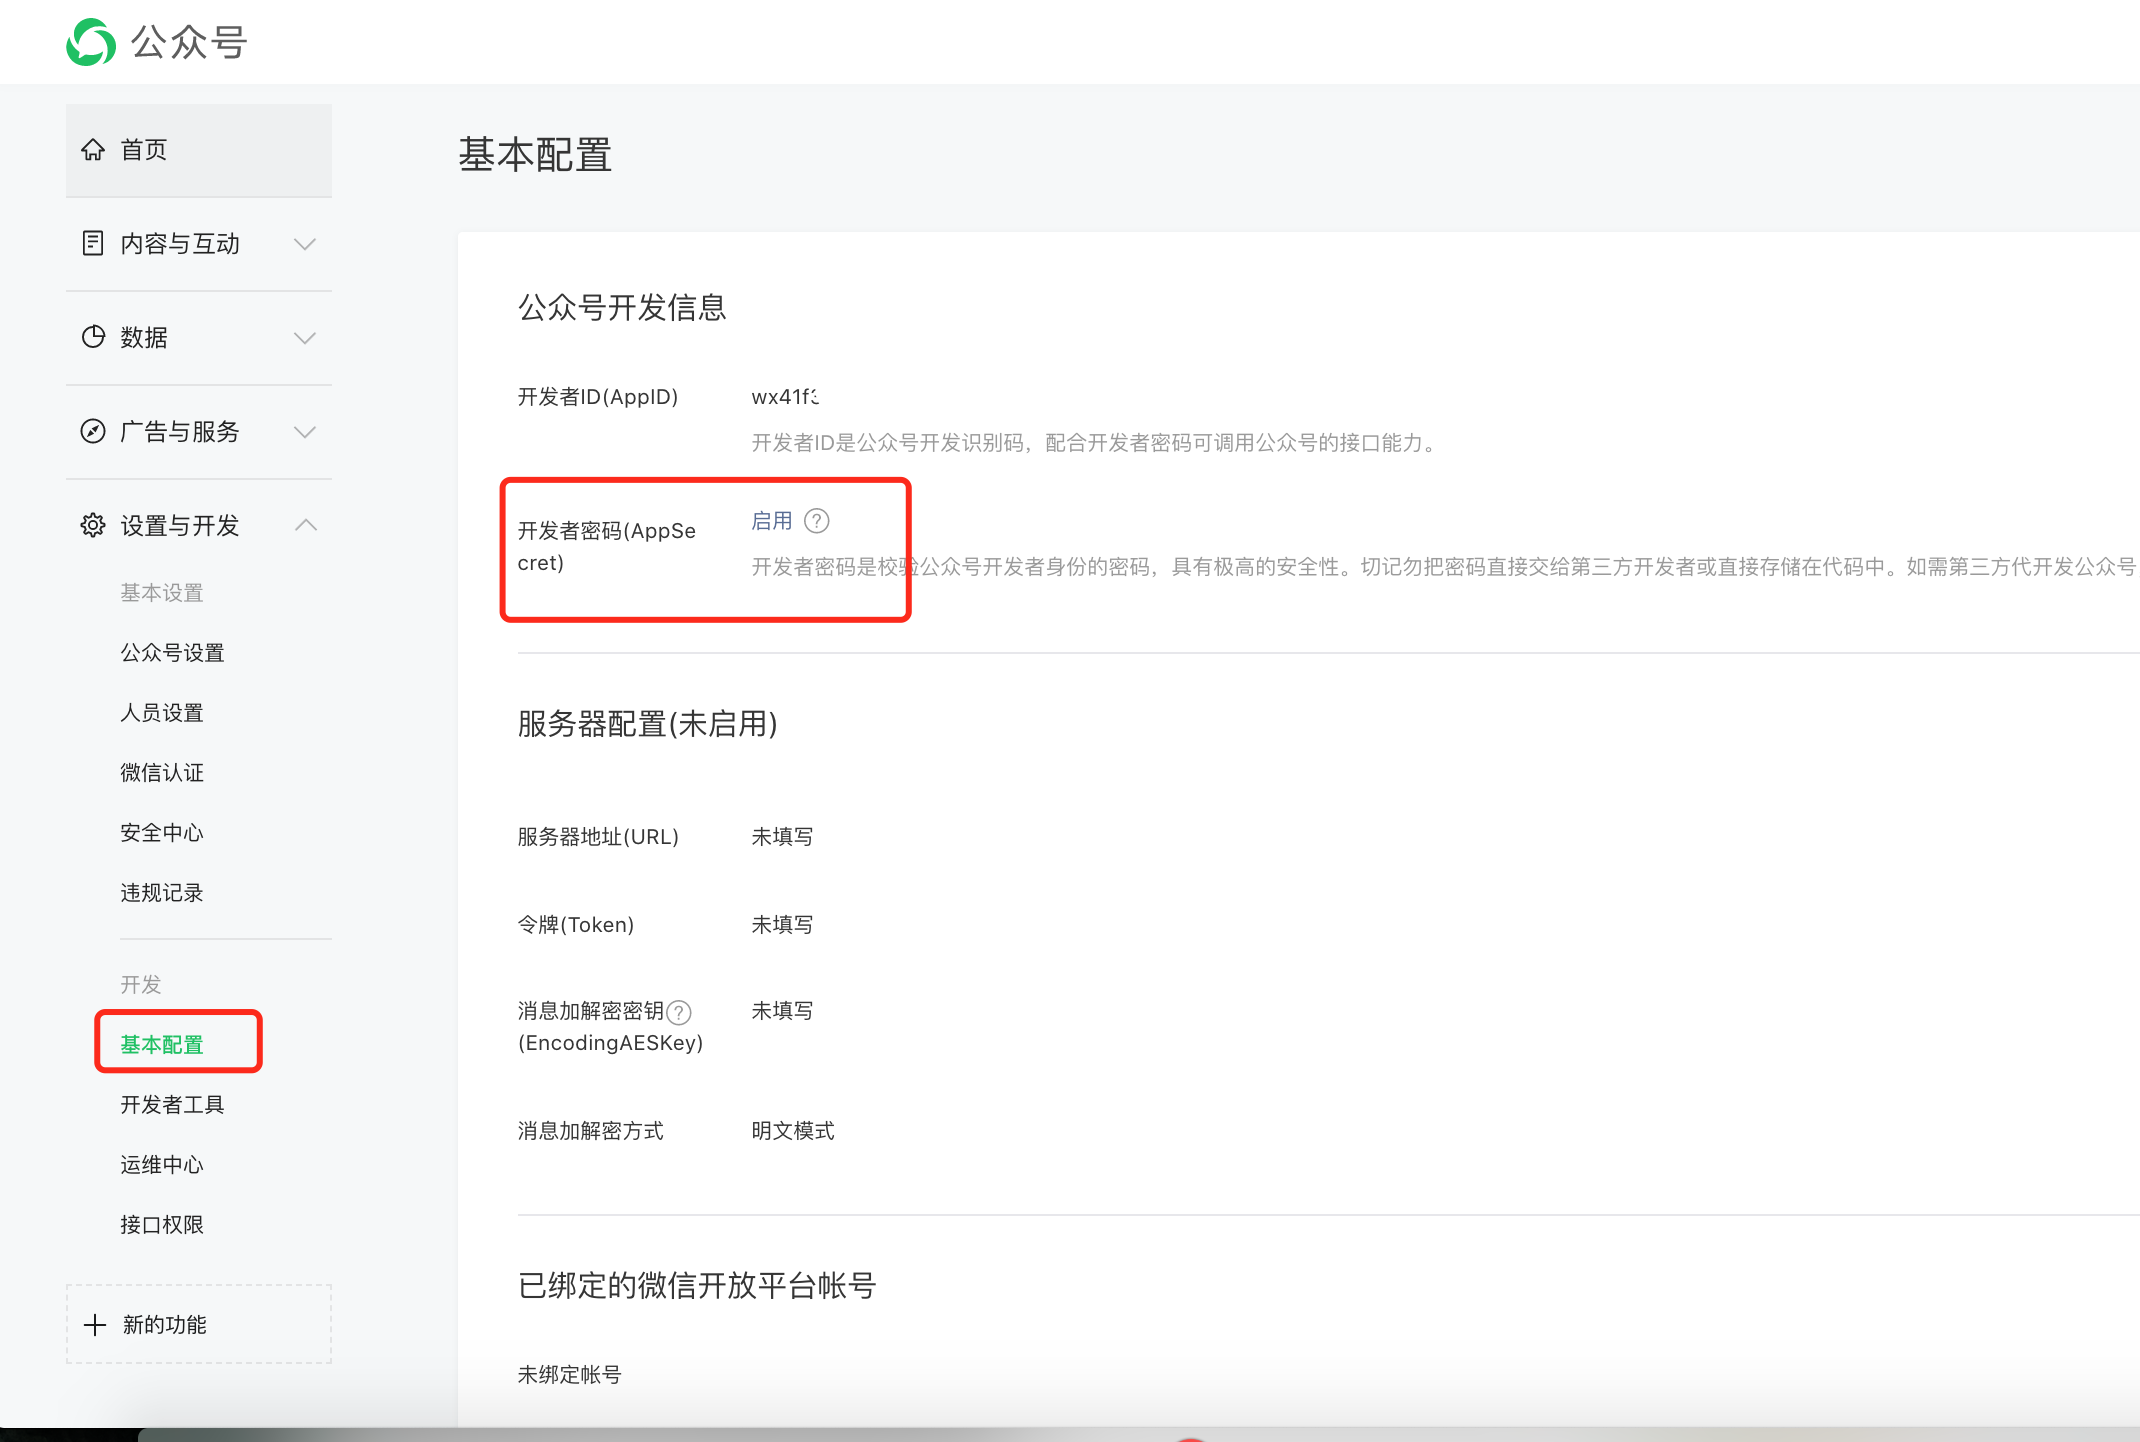 公众号
首页
内容与互动
数据
广告与服务
设置与开发
基本设置
公众号设置
人员设置
微信认证
安全中心
违规记录
开发
基本配置
开发者工具
运维中心
接口权限
新的功能
基本配置
公众号开发信息
开发者ID(AppID)
wx41f
开发者ID是公众号开发识别码，配合开发者密码可调用公众号的接口能力。
开发者密码(AppSe
cret)
启用
开发者密码是校验公众号开发者身份的密码，具有极高的安全性。切记勿把密码直接交给第三方开发者或直接存储在代码中。如需第三方代开发公众号
服务器配置(未启用)
服务器地址(URL)
未填写
令牌(Token)
未填写
消息加解密密钥
(EncodingAESKey)
未填写
消息加解密方式
明文模式
已绑定的微信开放平台帐号
未绑定帐号